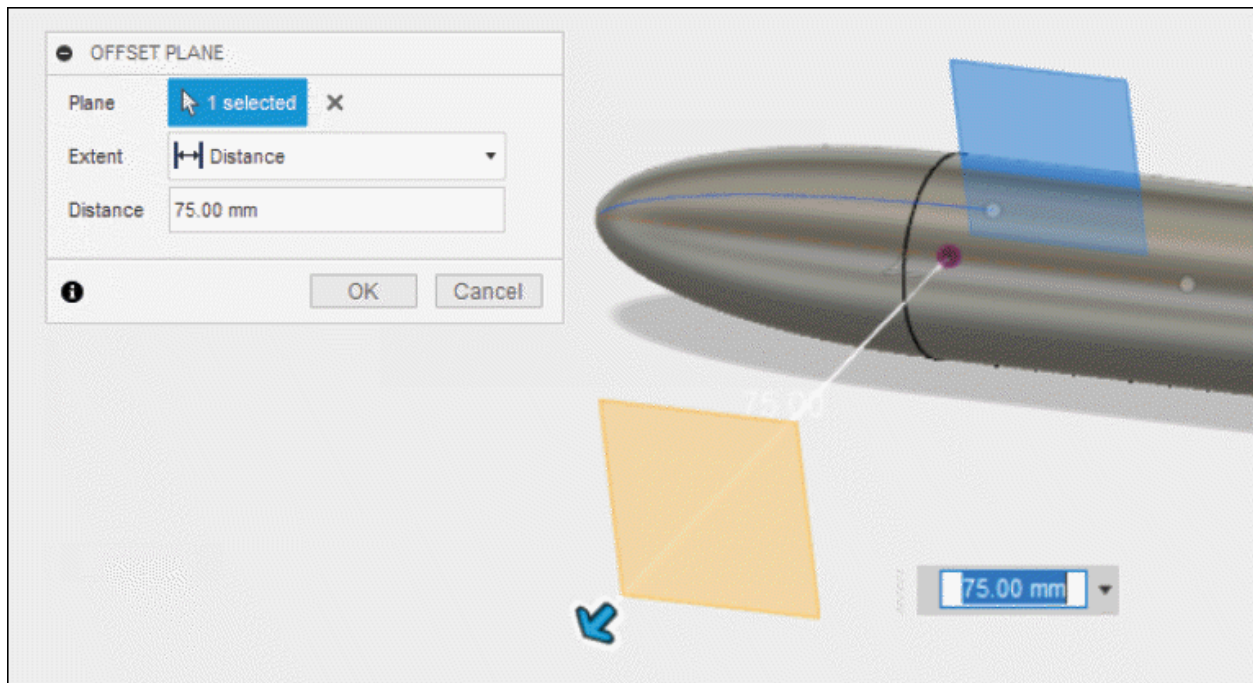 OFFSET PLANE
Plane 1 selected
Extent Distance
Distance 75.00 mm
OK Cancel
75.00
75.00 mm